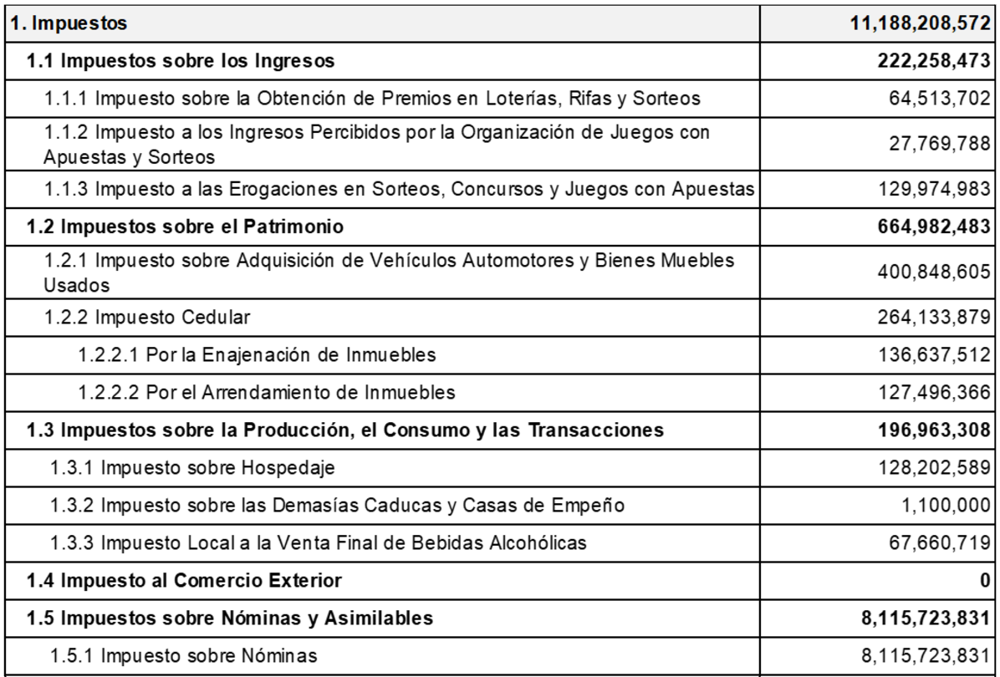 1. Impuestos 11,188,208,572
1.1 Impuestos sobre los Ingresos 222,258,473
1.1.1 Impuesto sobre la Obtención de Premios en Loterías, Rifas y Sorteos 64,513,702
1.1.2 Impuesto a los Ingresos Percibidos por la Organización de Juegos con
Apuestas y Sorteos 27,769,788
1.1.3 Impuesto a las Erogaciones en Sorteos, Concursos y Juegos con Apuestas 129,974,983
1.2 Impuestos sobre el Patrimonio 664,982,483
1.2.1 Impuesto sobre Adquisición de Vehículos Automotores y Bienes Muebles
Usados 400,848,605
1.2.2 Impuesto Cedular 264,133,879
1.2.2.1 Por la Enajenación de Inmuebles 136,637,512
1.2.2.2 Por el Arrendamiento de Inmuebles 127,496,366
1.3 Impuestos sobre la Producción, el Consumo y las Transacciones 196,963,308
1.3.1 Impuesto sobre Hospedaje 128,202,589
1.3.2 Impuesto sobre las Demasías Caducas y Casas de Empeño 1,100,000
1.3.3 Impuesto Local a la Venta Final de Bebidas Alcohólicas 67,660,719
1.4 Impuesto al Comercio Exterior 0
1.5 Impuestos sobre Nóminas y Asimilables 8,115,723,831
1.5.1 Impuesto sobre Nóminas 8,115,723,831